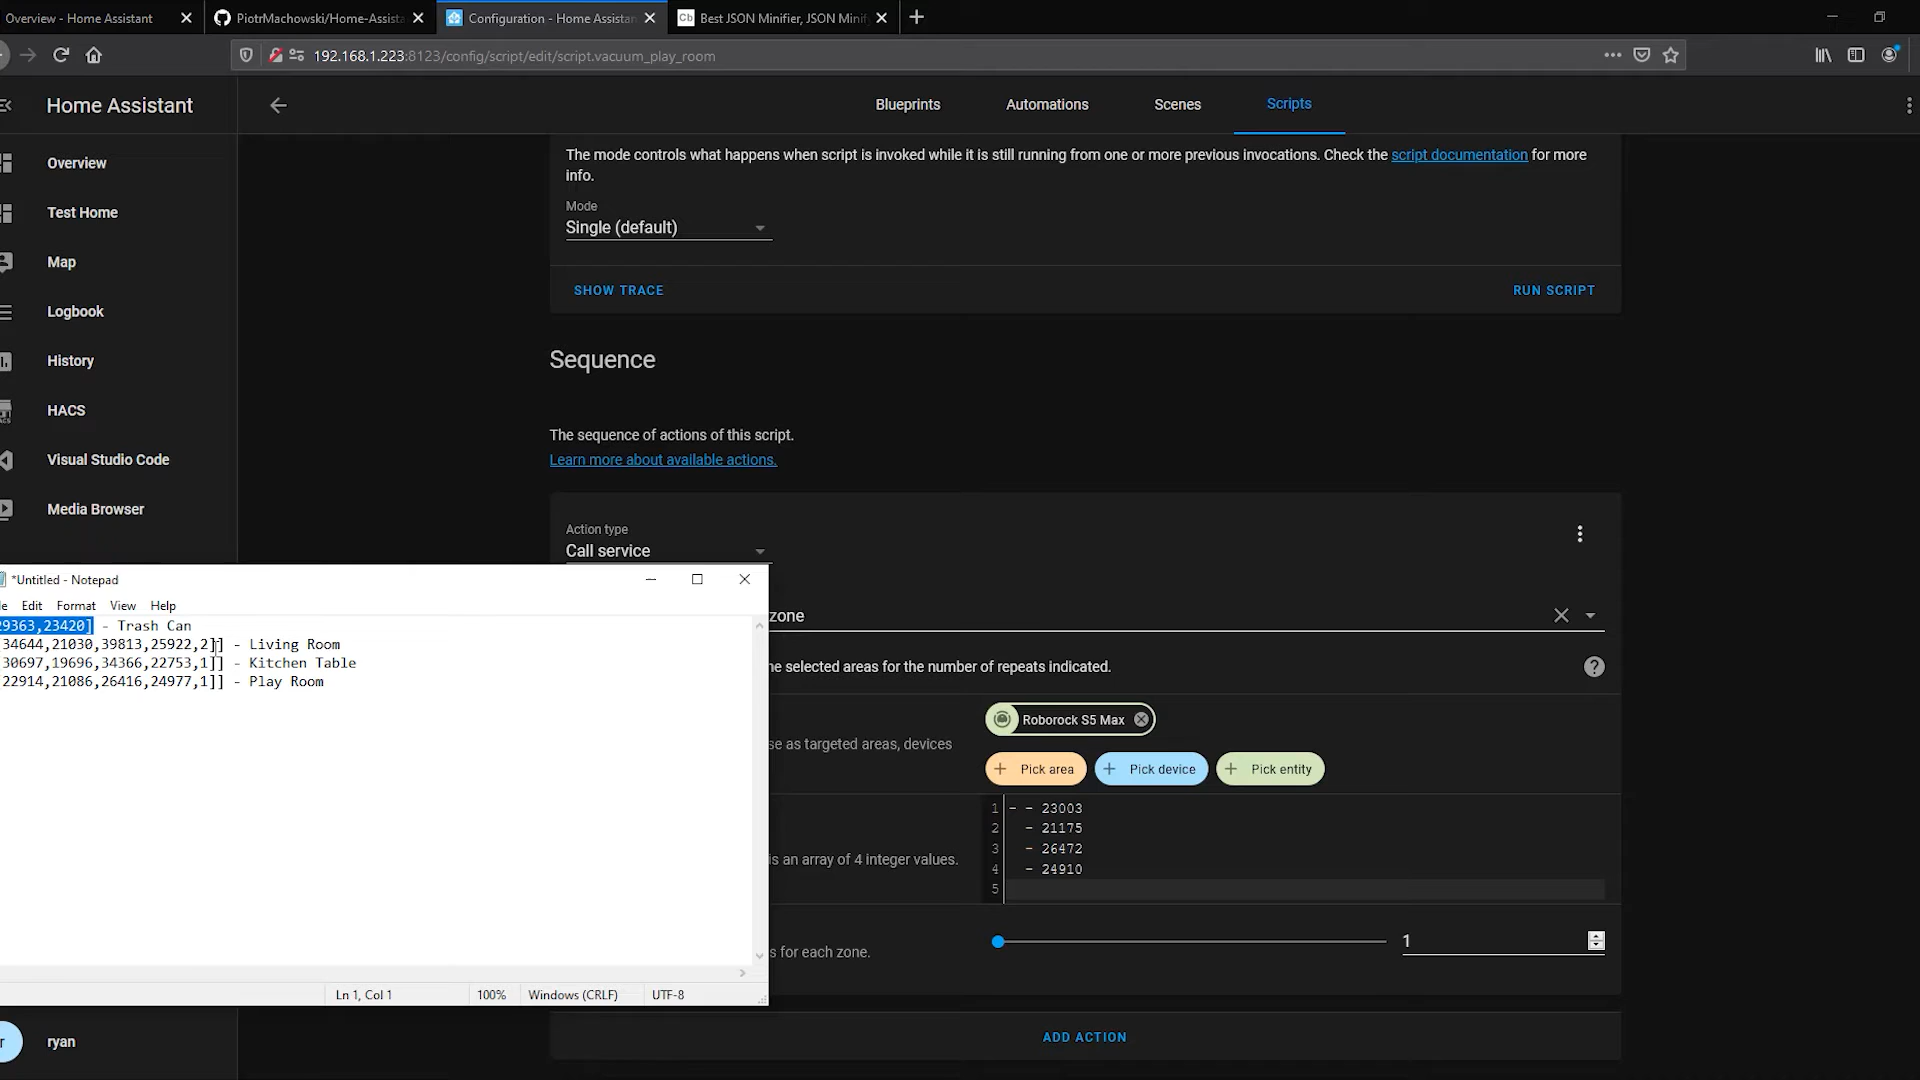 Overview - Home Assistant
PiotrMachowski/Home-Assista
Configuration - Home Assistan
Cb Best JSON Minifier, JSON Minif
192.168.1.223:8123/config/script/edit/script.vacuum_play_room
Home Assistant
Blueprints
Automations
Scenes
Scripts
Overview
Test Home
Map
Logbook
History
HACS
Visual Studio Code
Media Browser
The mode controls what happens when script is invoked while it is still running from one or more previous invocations. Check the script documentation for more
info.
Mode
Single (default)
SHOW TRACE
RUN SCRIPT
Sequence
The sequence of actions of this script.
Learn more about available actions.
Action type
Call service
*Untitled - Notepad
Edit Format View Help
29363,23420] - Trash Can
34644,21030,39813,25922,2]] - Living Room
30697,19696,34366,22753,1]] - Kitchen Table
22914,21086,26416,24977,1]] - Play Room
Ln 1, Col 1
100%
Windows (CRLF)
UTF-8
zone
he selected areas for the number of repeats indicated.
se as targeted areas, devices
Roborock S5 Max
Pick area
Pick device
Pick entity
is an array of 4 integer values.
1 - - 23003
2 - 21175
3 - 26472
4 - 24910
5
s for each zone.
1
ADD ACTION
r ryan